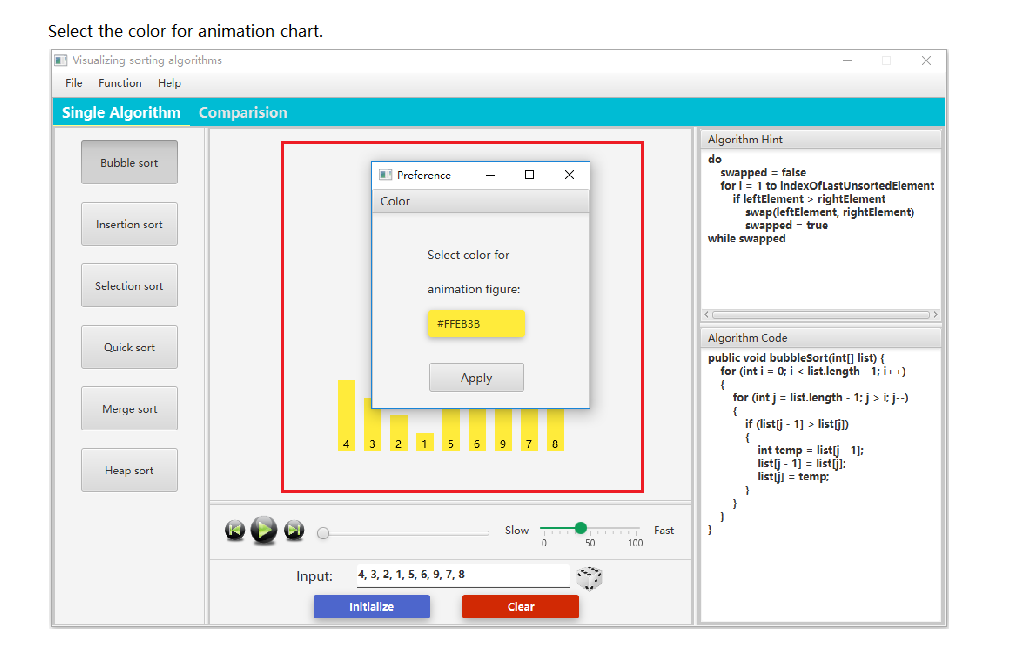 Select the color for animation chart.
Visualizing sorting algorithms
File Function Help
Single Algorithm Comparision
Bubble sort
Insertion sort
Selection sort
Quick sort
Merge sort
Heap sort
Preference
Color
Select color for
animation figure:
#FFEB3B
Apply
4 3 2 1 5 6 9 7 8
Slow
0 50 100
Fast
Input: 4, 3, 2, 1, 5, 6, 9, 7, 8
Initialize Clear
Algorithm Hint
do
swapped = false
for i = 1 to indexOfLastUnsortedElement
if leftElement > rightElement
swap(leftElement, rightElement)
swapped = true
while swapped
Algorithm Code
public void bubbleSort(int[] list) {
for (int i = 0; i < list.length - 1; i++)
{
for (int j = list.length - 1; j > i; j--)
{
if (list[j - 1] > list[j])
{
int temp = list[j - 1];
list[j - 1] = list[j];
list[j] = temp;
}
}
}
}